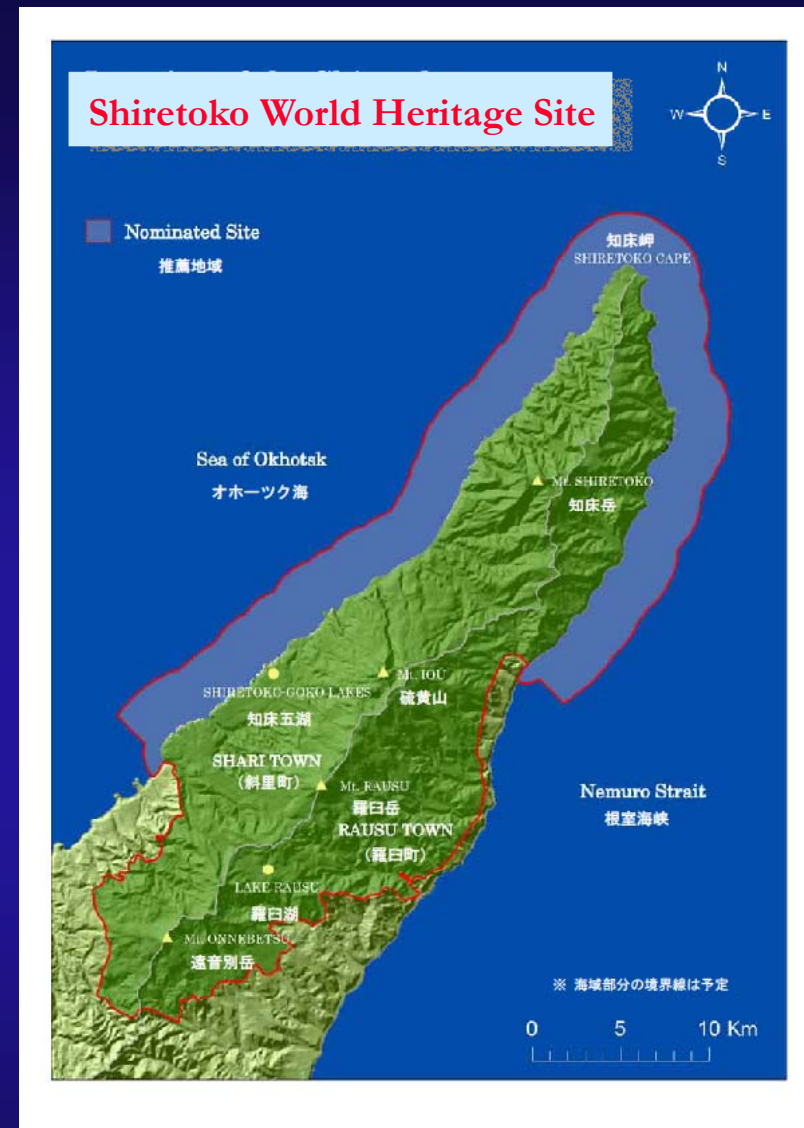 Shiretoko World Heritage Site
N
W E
S
Nominated Site
推薦地域
知床岬
SHIRETOKO CAPE
Sea of Okhotsk
オホーツク海
Mt. SHIRETOKO
知床岳
SHIRETOKO-GOKO LAKES
知床五湖
Mt. IOU
硫黄山
SHARI TOWN
(斜里町)
Mt. RAUSU
羅臼岳
RAUSU TOWN
(羅臼町)
Nemuro Strait
根室海峡
LAKE RAUSU
羅臼湖
Mt. ONNEBETSU
遠音別岳
※ 海域部分の境界線は予定
0 5 10 Km